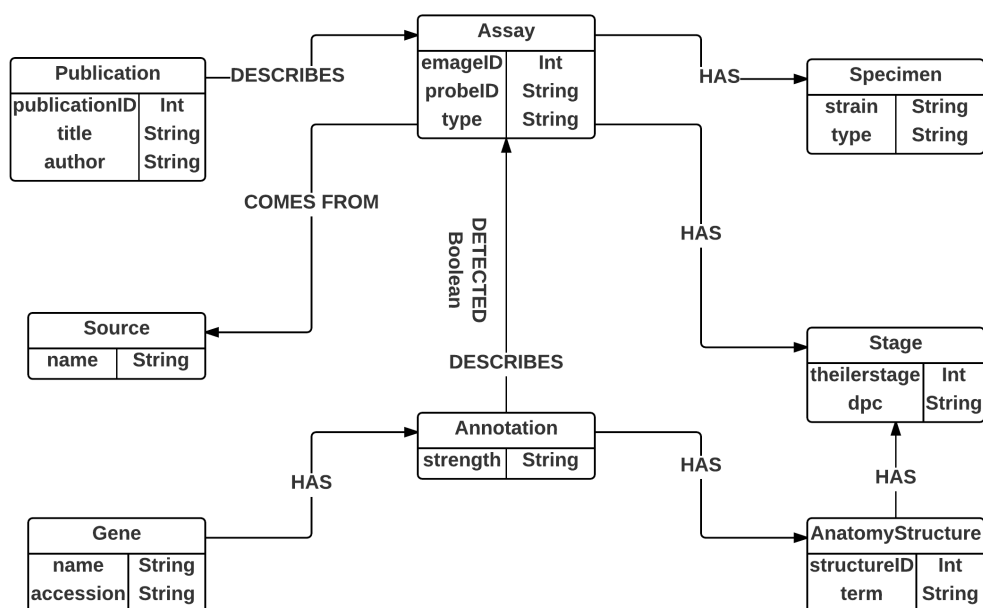 Assay
emageID Int
probeID String
type String
Publication
publicationID Int
title String
author String
DESCRIBES
HAS
Specimen
strain String
type String
COMES FROM
DETECTED
Boolean
DESCRIBES
HAS
Source
name String
Stage
theilerstage Int
dpc String
Annotation
strength String
HAS
HAS
HAS
Gene
name String
accession String
AnatomyStructure
structureID Int
term String